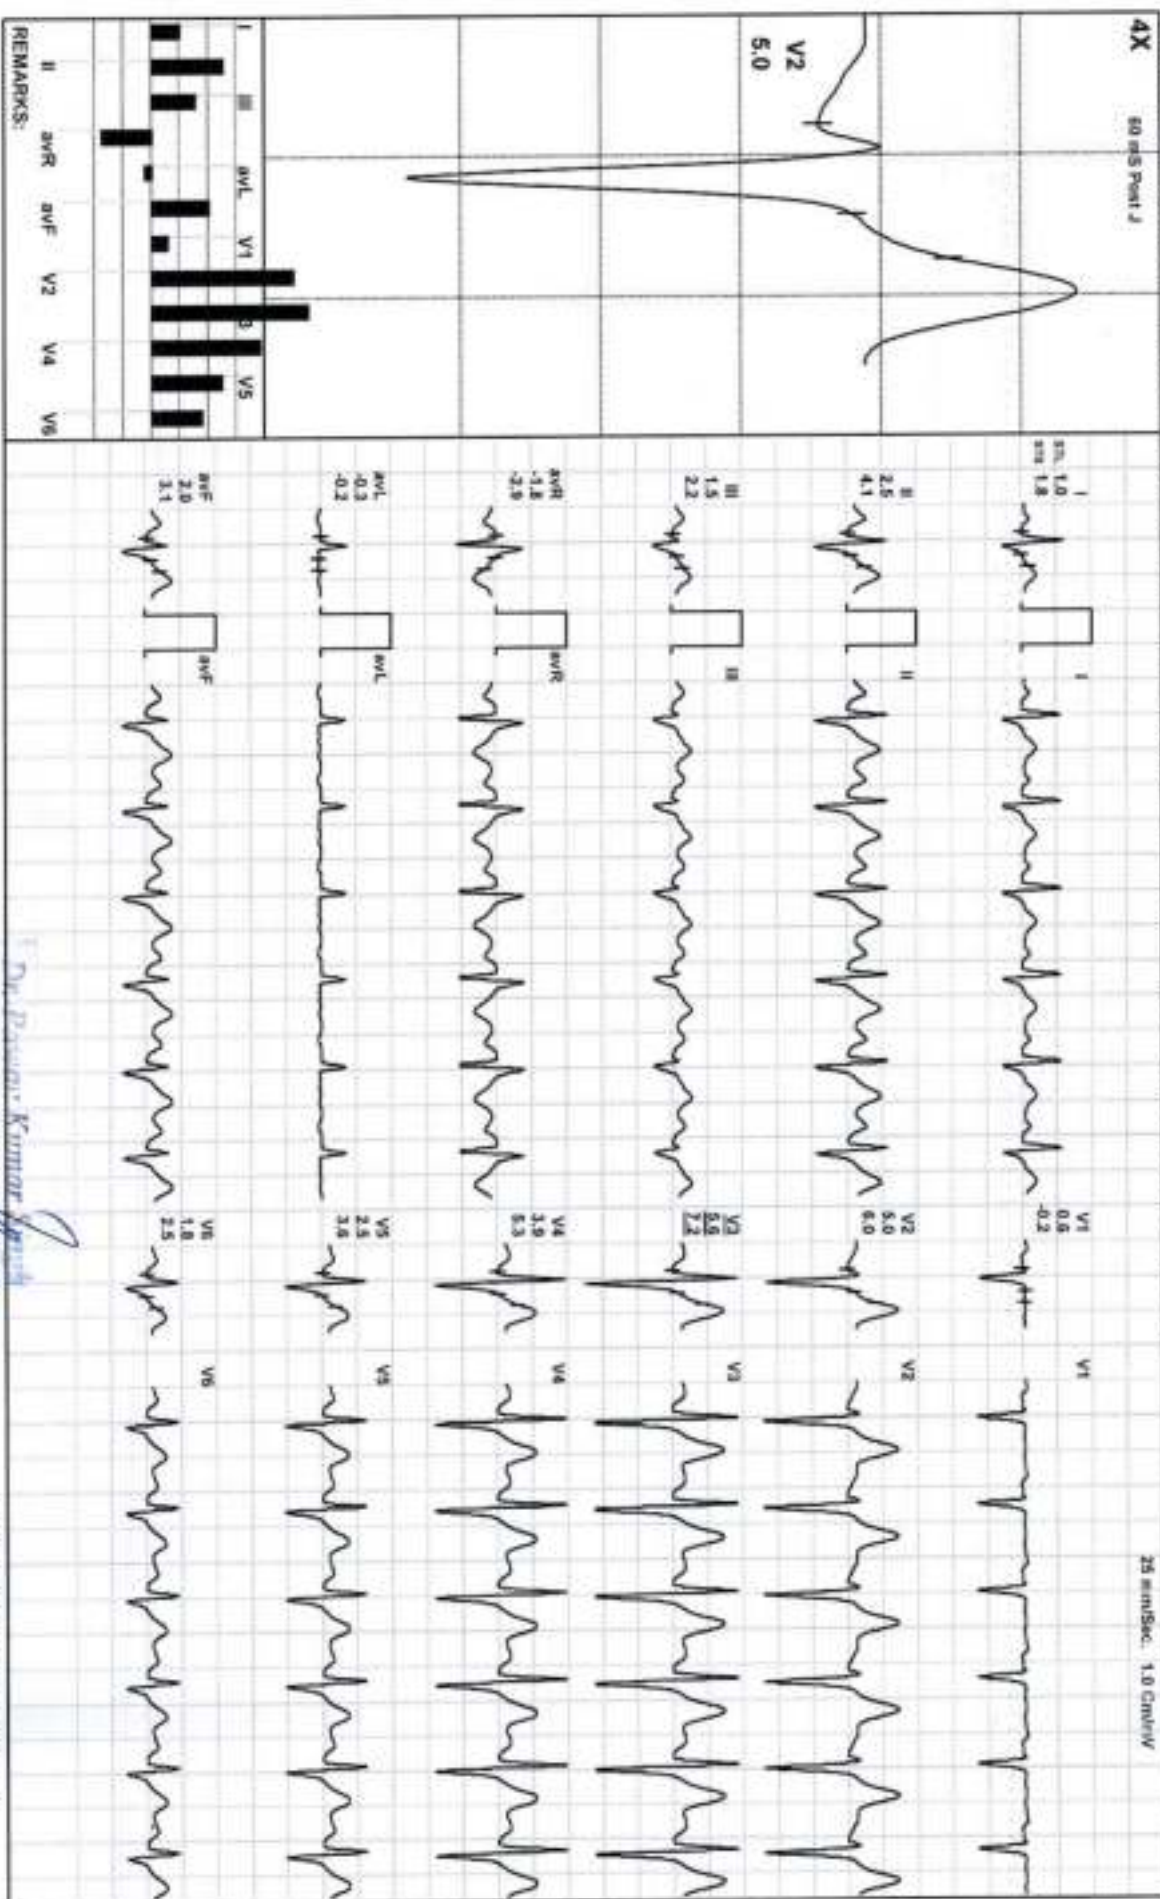 4X
60 mS Post J
25 mm/Sec. 1.0 Cm/mV
V2
5.0
I
II
III
avR
avL
avF
V1
V2
V4
V5
V6
REMARKS:
I
1.0
1.8
I
II
2.5
4.1
II
III
1.5
2.2
III
avR
-1.8
-2.9
avR
avL
-0.3
-0.2
avL
avF
2.0
3.1
avF
V1
0.6
-0.2
V1
V2
5.0
6.0
V2
V3
5.6
7.2
V3
V4
3.9
5.3
V4
V5
2.5
3.6
V5
V6
1.8
2.5
V6
Kumar